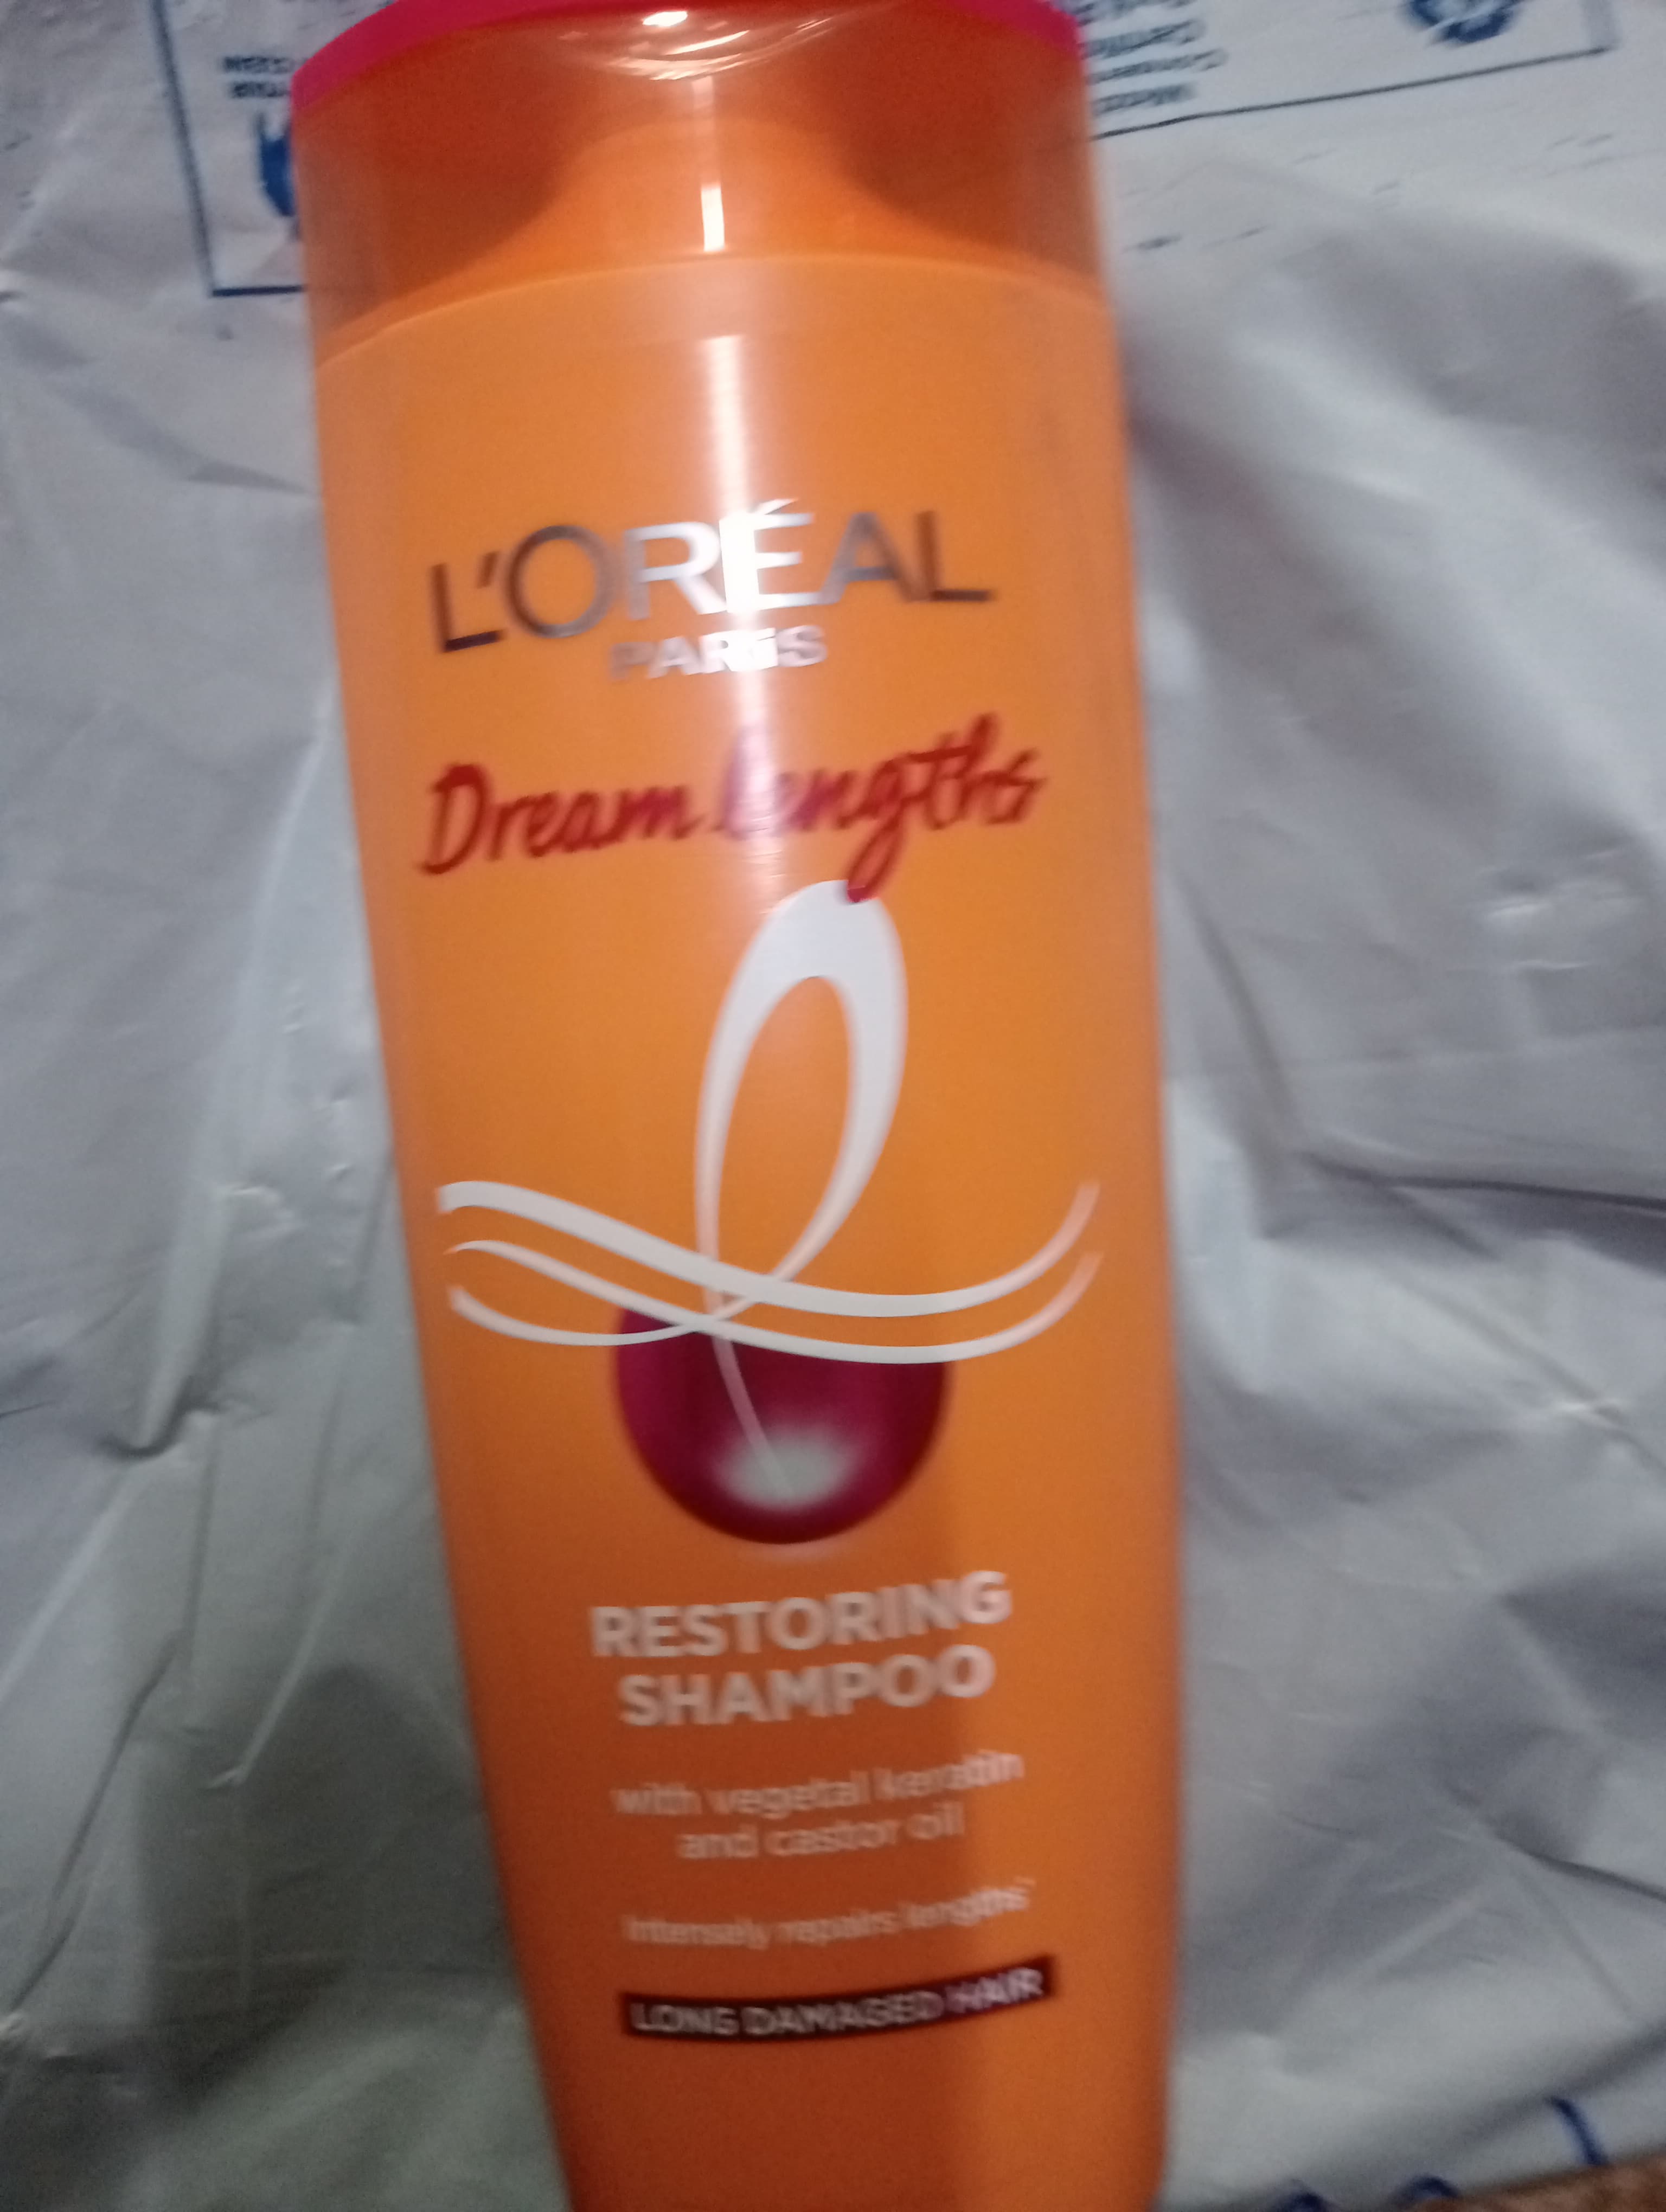 L'ORÉAL
PARIS
Dream Lengths
RESTORING
SHAMPOO
with vegetal keratin
and castor oil
Intensely repairs lengths*
LONG DAMAGED HAIR